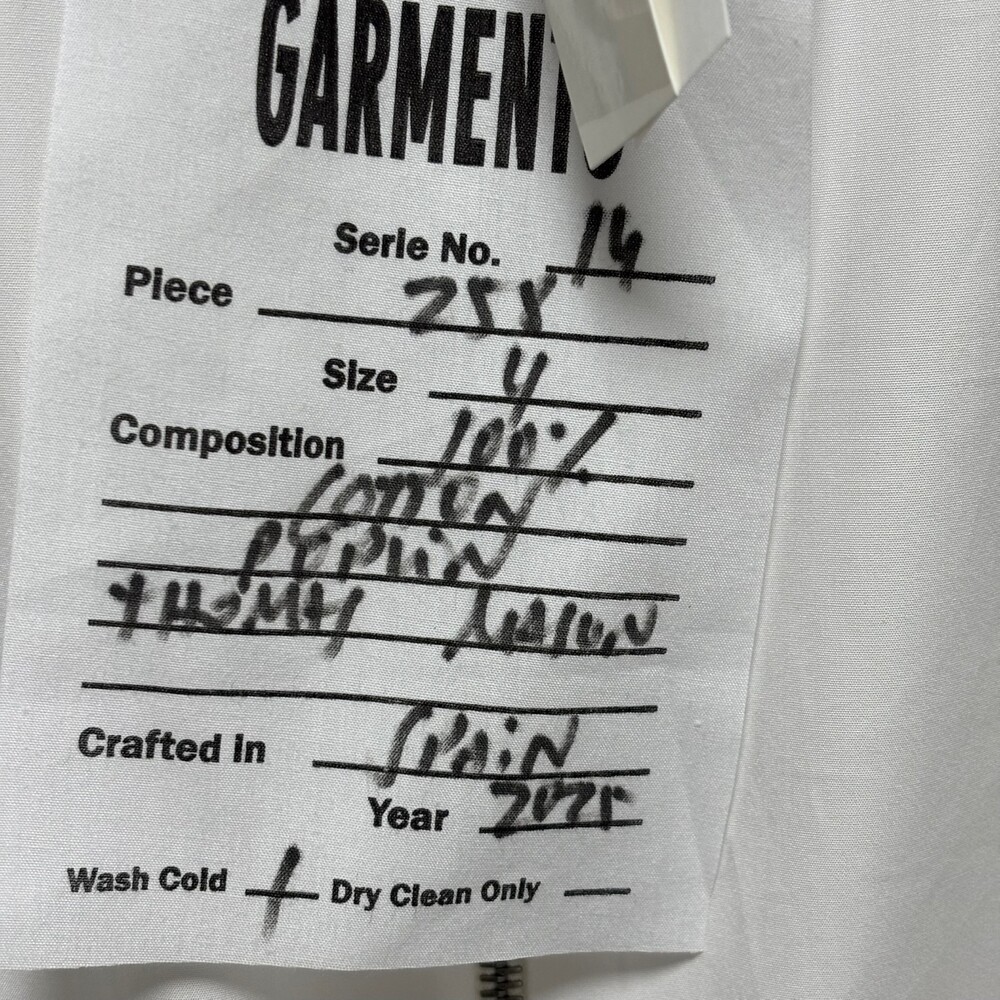 GARMENTS
Serie No. 14
Piece 258
Size 4
Composition 100%
COTTON
POPLIN
Crafted in SPAIN
Year 2025
Wash Cold / Dry Clean Only